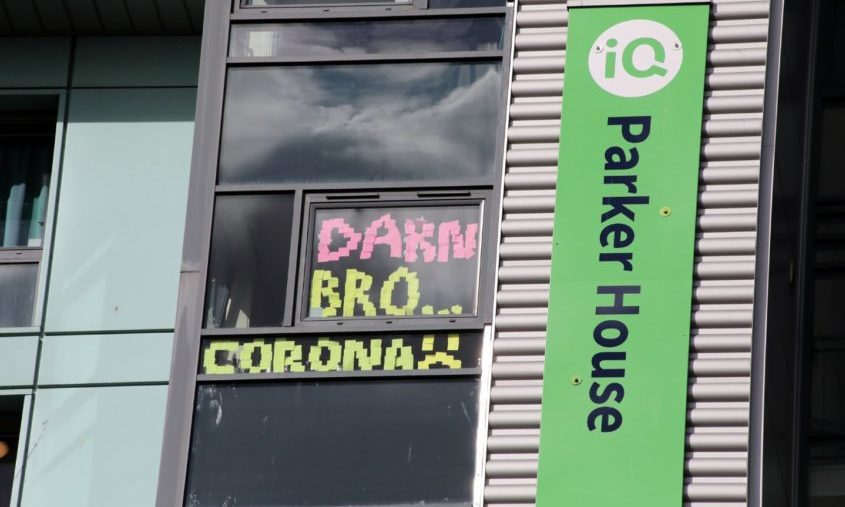 DARN
BRO...
CORONA
iQ
Parker House